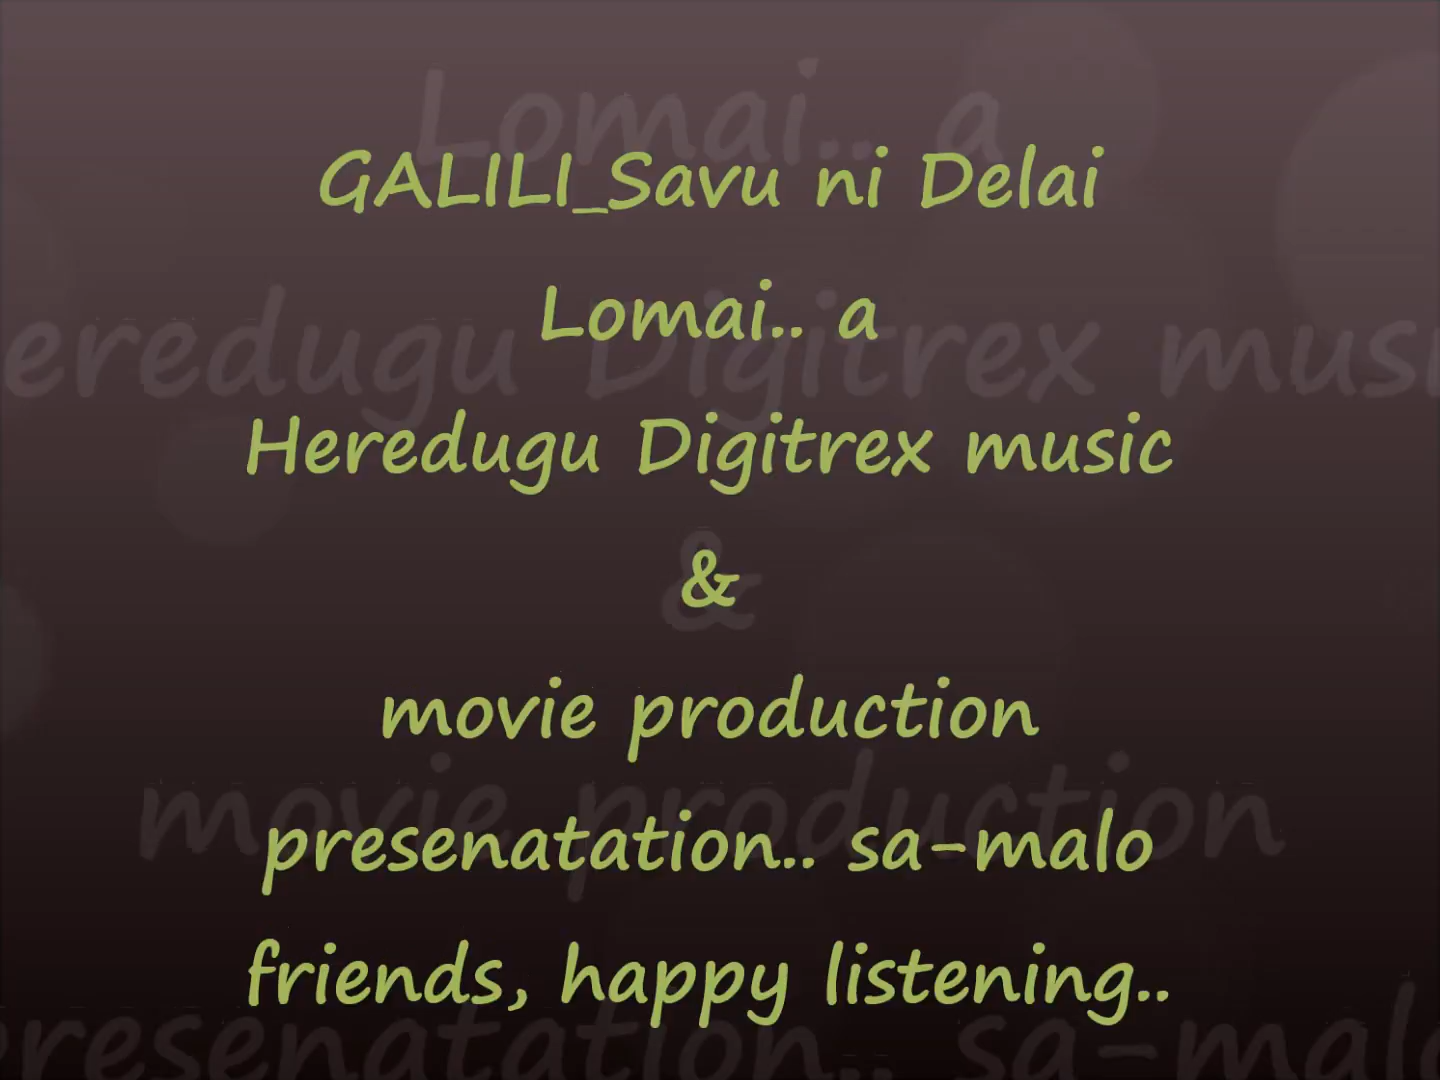 GALILI_Savu ni Delai
Lomai.. a
Heredugu Digitrex music
&
movie production
presenatation.. sa-malo
friends, happy listening..